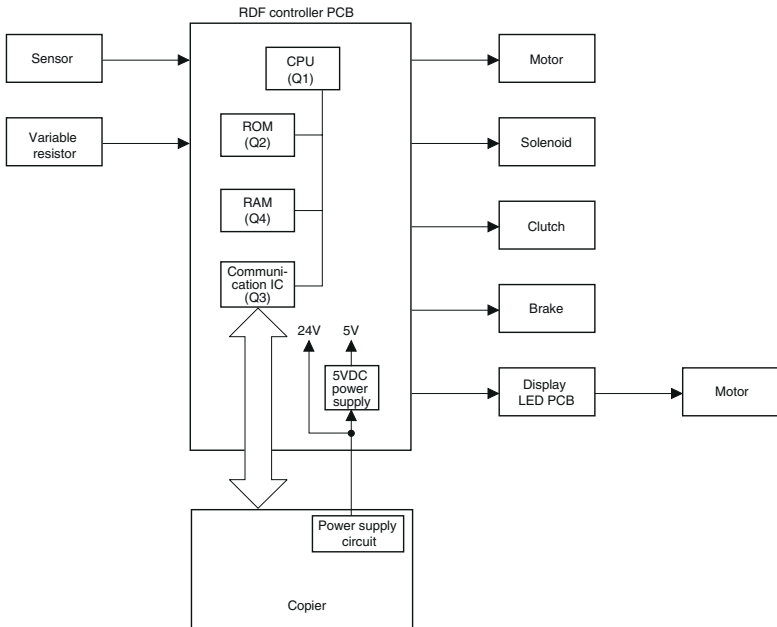 RDF controller PCB
Sensor
Variable
resistor
CPU
(Q1)
ROM
(Q2)
RAM
(Q4)
Communi-
cation IC
(Q3)
24V
5V
5VDC
power
supply
Motor
Solenoid
Clutch
Brake
Display
LED PCB
Motor
Power supply
circuit
Copier